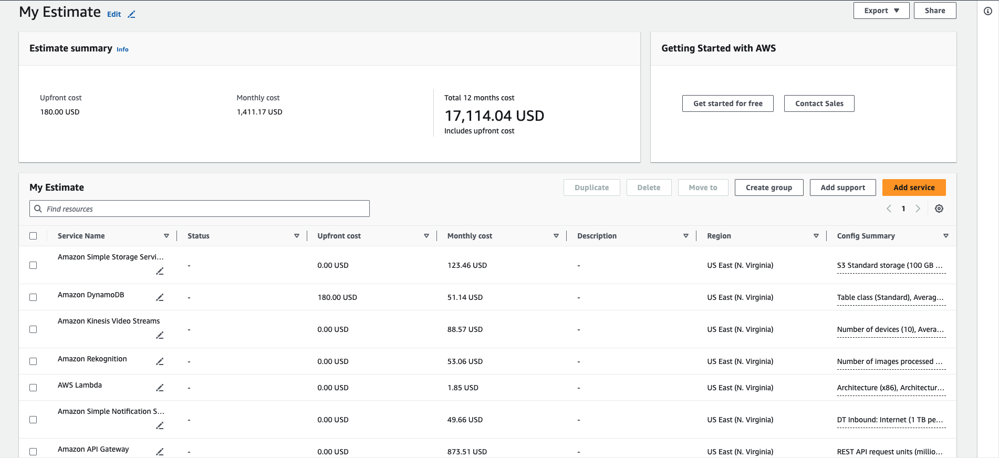 My Estimate Edit
Export ▼ Share
Estimate summary Info
Getting Started with AWS
Upfront cost
180.00 USD
Monthly cost
1,411.17 USD
Total 12 months cost
17,114.04 USD
Includes upfront cost
Get started for free Contact Sales
My Estimate
Duplicate Delete Move to Create group Add support Add service
Find resources
1
Service Name Status Upfront cost Monthly cost Description Region Config Summary
Amazon Simple Storage Servi... - 0.00 USD 123.46 USD - US East (N. Virginia) S3 Standard storage (100 GB ...
Amazon DynamoDB - 180.00 USD 51.14 USD - US East (N. Virginia) Table class (Standard), Averag...
Amazon Kinesis Video Streams - 0.00 USD 88.57 USD - US East (N. Virginia) Number of devices (10), Avera...
Amazon Rekognition - 0.00 USD 53.06 USD - US East (N. Virginia) Number of images processed ...
AWS Lambda - 0.00 USD 1.85 USD - US East (N. Virginia) Architecture (x86), Architectur...
Amazon Simple Notification S... - 0.00 USD 49.66 USD - US East (N. Virginia) DT Inbound: Internet (1 TB pe...
Amazon API Gateway - 0.00 USD 873.51 USD - US East (N. Virginia) REST API request units (millio...